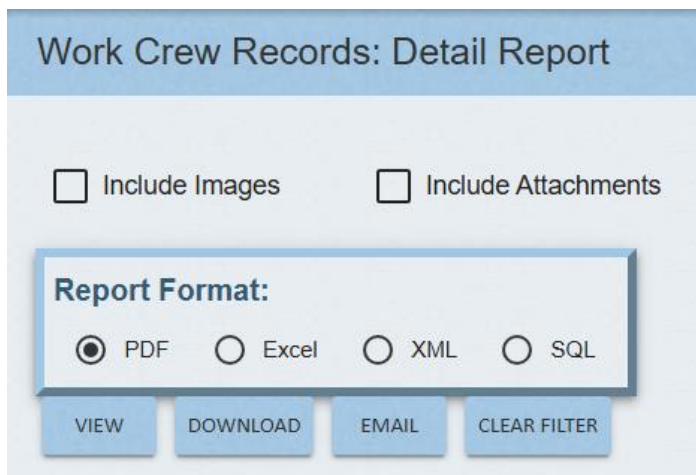 Work Crew Records: Detail Report
Include Images Include Attachments
Report Format:
PDF Excel XML SQL
VIEW DOWNLOAD EMAIL CLEAR FILTER